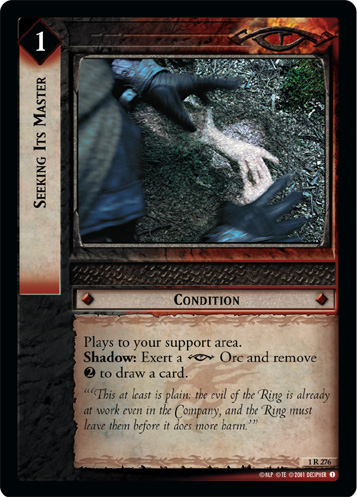 1
Seeking Its Master
Condition
Plays to your support area.
Shadow: Exert a Orc and remove
2 to draw a card.
"'This at least is plain: the evil of the Ring is already
at work even in the Company, and the Ring must
leave them before it does more harm.'"
1 R 276
©NLP ©TE ©2001 DECIPHER